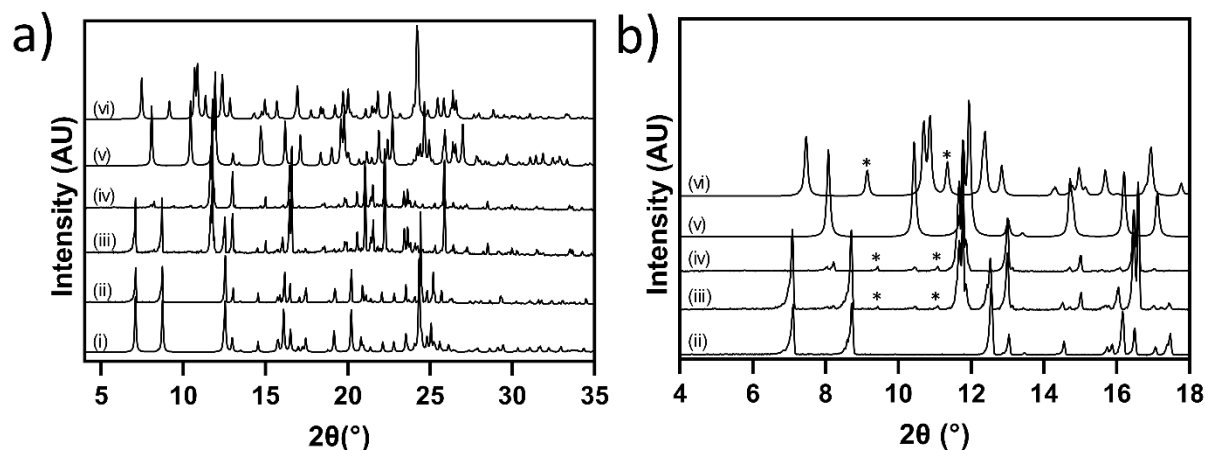 a)
Intensity (AU)
(vi)
(v)
(iv)
(iii)
(ii)
(i)
5 10 15 20 25 30 35
2θ(°)
b)
Intensity (AU)
(vi)
* *
(v)
(iv)
* *
(iii)
* *
(ii)
4 6 8 10 12 14 16 18
2θ (°)